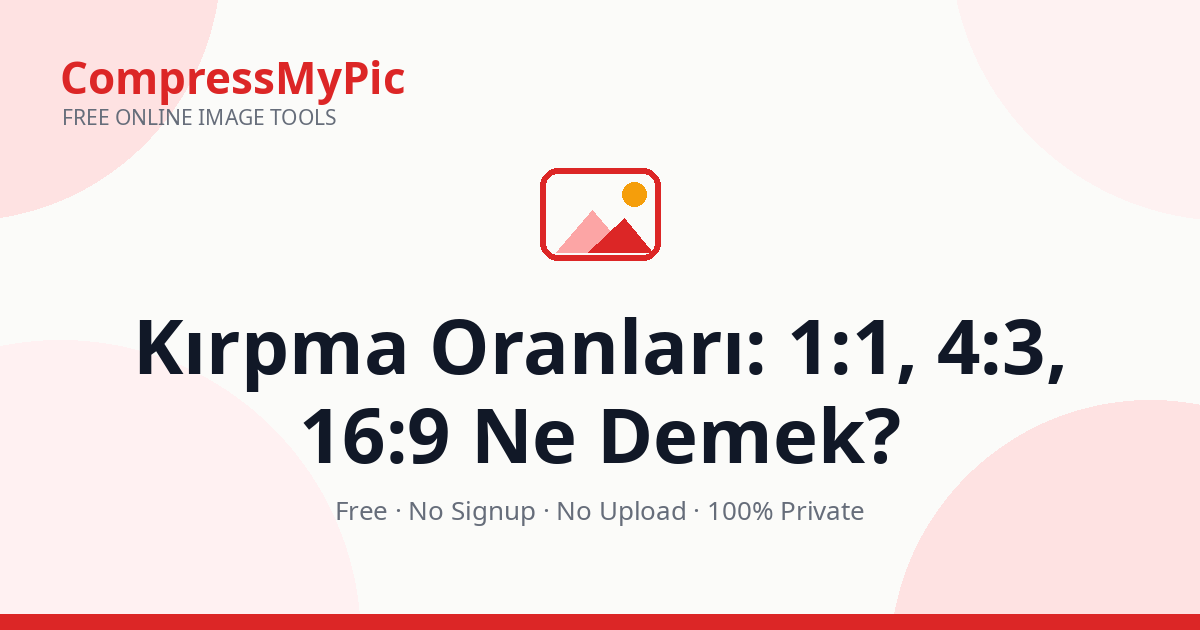 CompressMyPic
FREE ONLINE IMAGE TOOLS
Kırpma Oranları: 1:1, 4:3,
16:9 Ne Demek?
Free · No Signup · No Upload · 100% Private